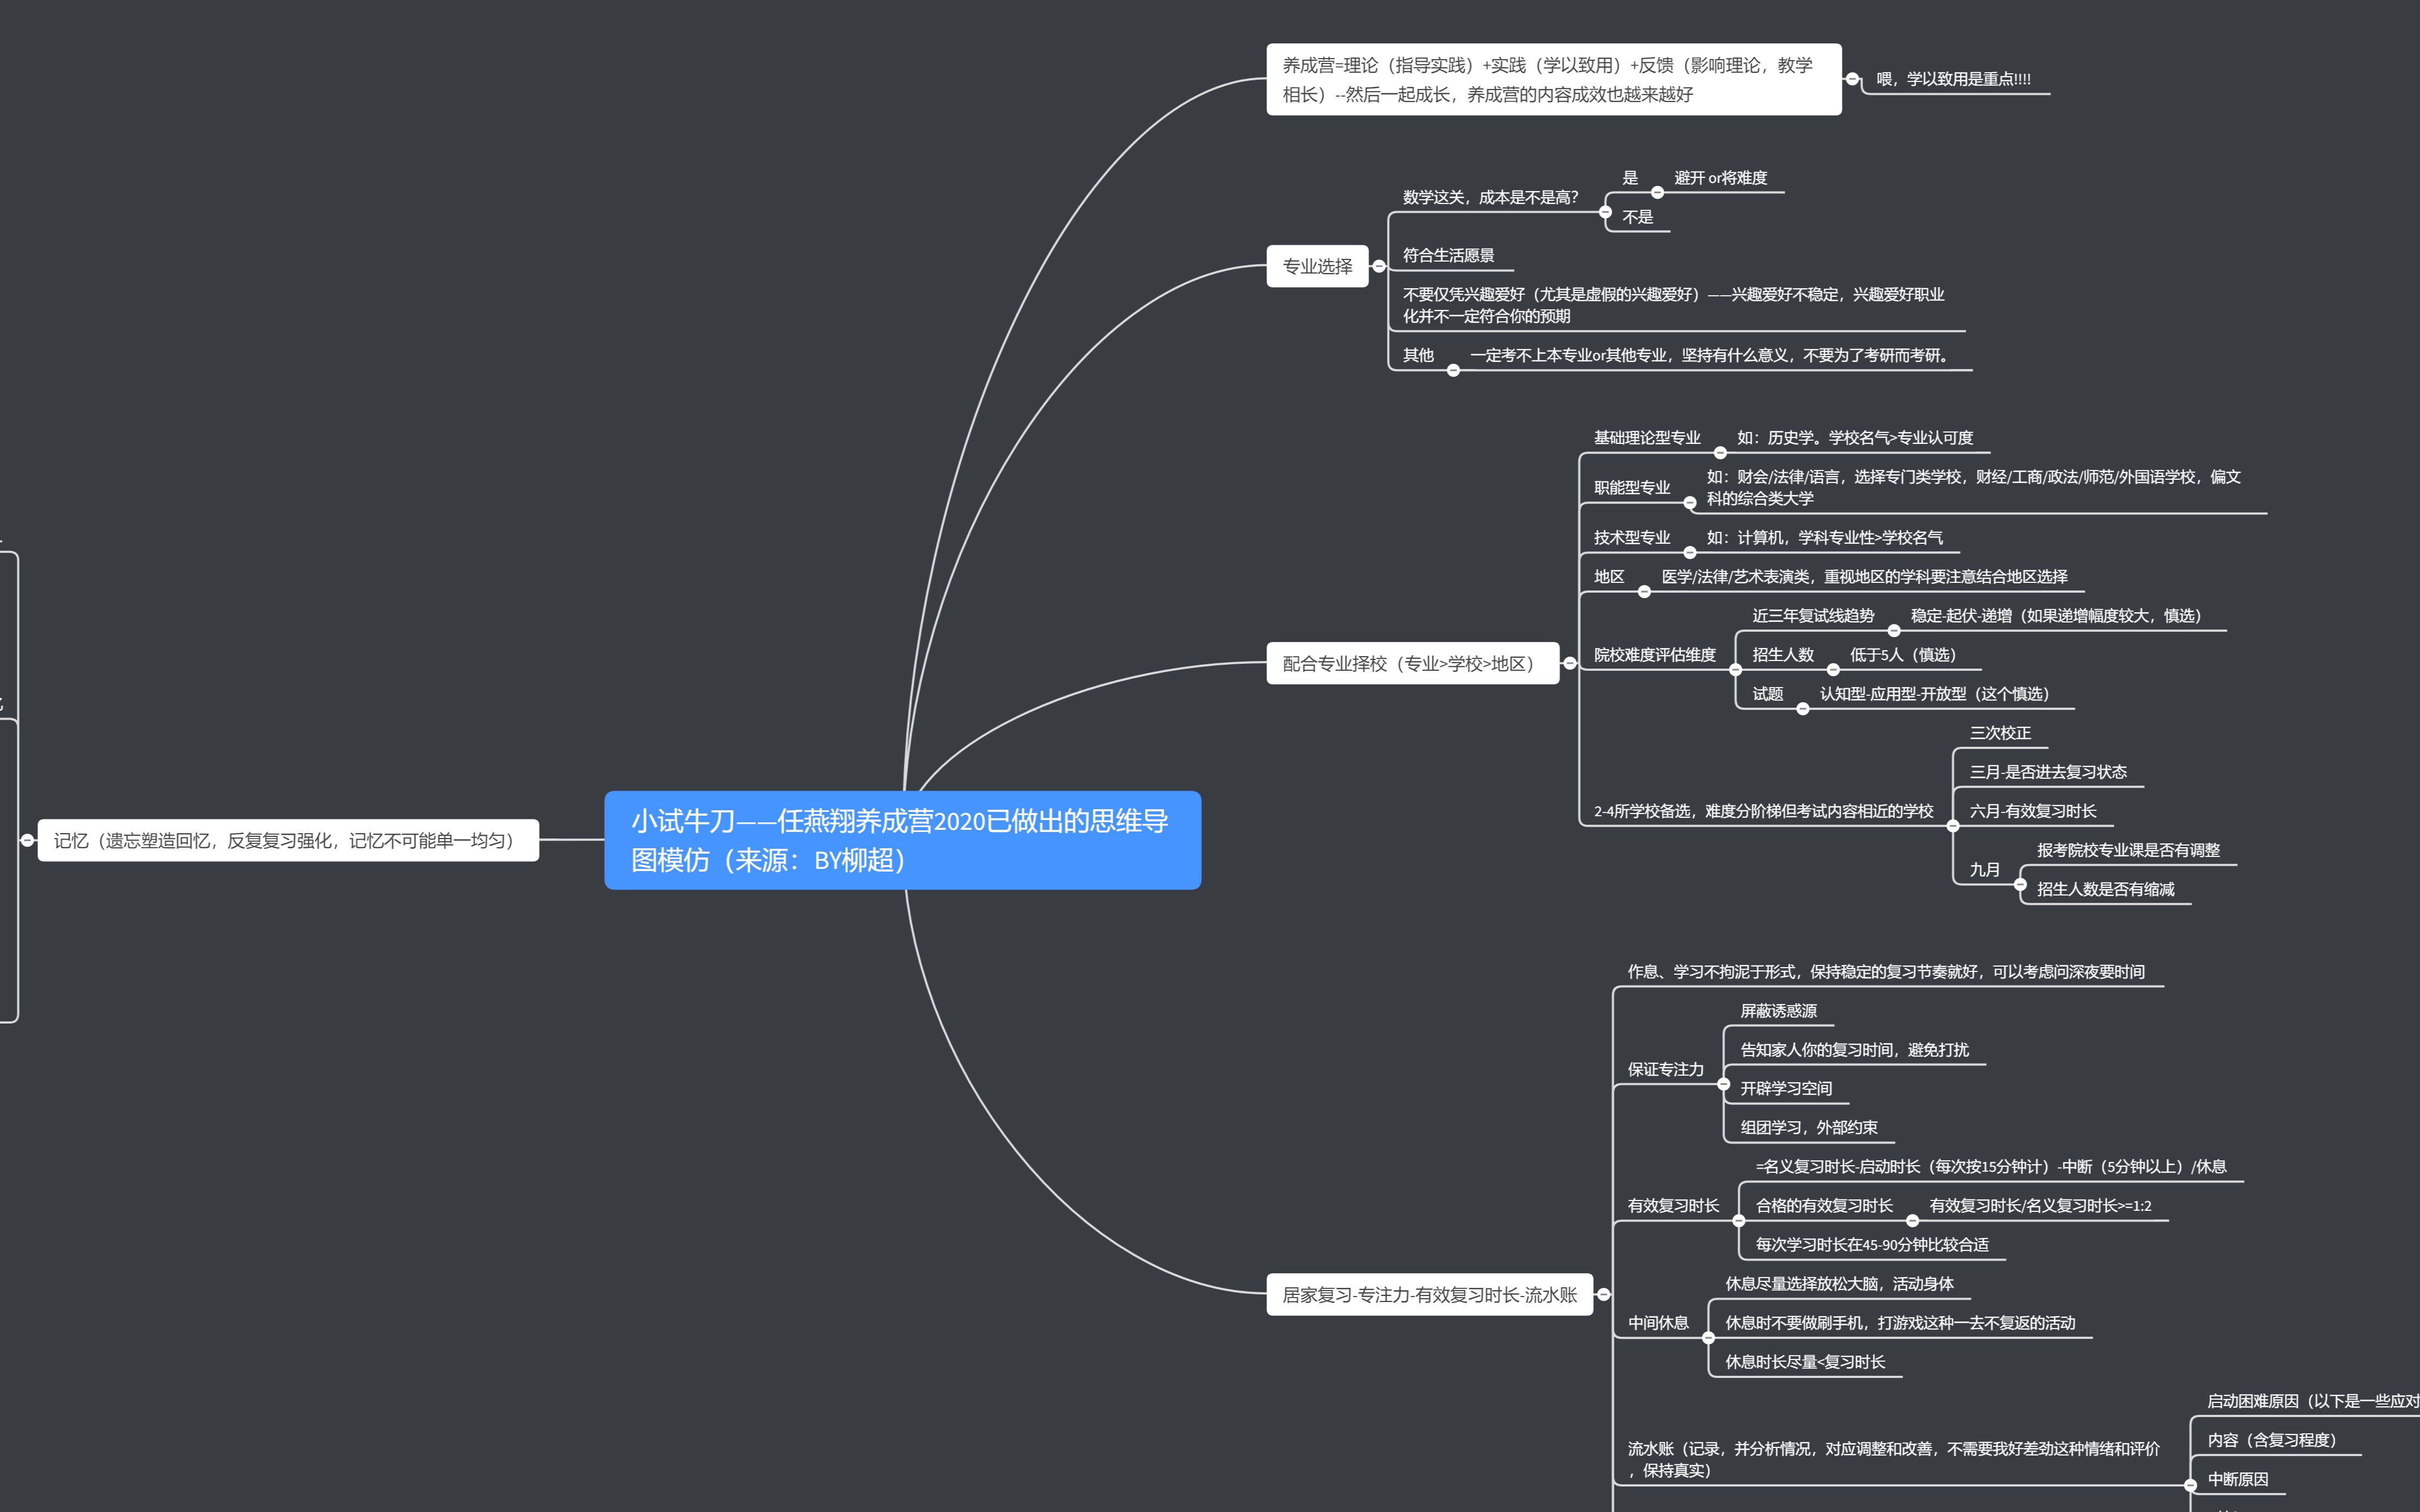 养成营=理论（指导实践）+实践（学以致用）+反馈（影响理论，教学
相长）--然后一起成长，养成营的内容成效也越来越好
喂，学以致用是重点!!!!
专业选择
数学这关，成本是不是高？
是
避开 or将难度
不是
符合生活愿景
不要仅凭兴趣爱好（尤其是虚假的兴趣爱好）——兴趣爱好不稳定，兴趣爱好职业
化并不一定符合你的预期
其他
一定考不上本专业or其他专业，坚持有什么意义，不要为了考研而考研。
配合专业择校（专业>学校>地区）
基础理论型专业
如：历史学。学校名气>专业认可度
职能型专业
如：财会/法律/语言，选择专门类学校，财经/工商/政法/师范/外国语学校，偏文
科的综合类大学
技术型专业
如：计算机，学科专业性>学校名气
地区
医学/法律/艺术表演类，重视地区的学科要注意结合地区选择
院校难度评估维度
近三年复试线趋势
稳定-起伏-递增（如果递增幅度较大，慎选）
招生人数
低于5人（慎选）
试题
认知型-应用型-开放型（这个慎选）
2-4所学校备选，难度分阶梯但考试内容相近的学校
三次校正
三月-是否进去复习状态
六月-有效复习时长
九月
报考院校专业课是否有调整
招生人数是否有缩减
小试牛刀——任燕翔养成营2020已做出的思维导
图模仿（来源：BY柳超）
记忆（遗忘塑造回忆，反复复习强化，记忆不可能单一均匀）
居家复习-专注力-有效复习时长-流水账
作息、学习不拘泥于形式，保持稳定的复习节奏就好，可以考虑问深夜要时间
保证专注力
屏蔽诱惑源
告知家人你的复习时间，避免打扰
开辟学习空间
组团学习，外部约束
有效复习时长
=名义复习时长-启动时长（每次按15分钟计）-中断（5分钟以上）/休息
合格的有效复习时长
有效复习时长/名义复习时长>=1:2
每次学习时长在45-90分钟比较合适
中间休息
休息尽量选择放松大脑，活动身体
休息时不要做刷手机，打游戏这种一去不复返的活动
休息时长尽量<复习时长
流水账（记录，并分析情况，对应调整和改善，不需要我好差劲这种情绪和评价
，保持真实）
启动困难原因（以下是一些应对
内容（含复习程度）
中断原因